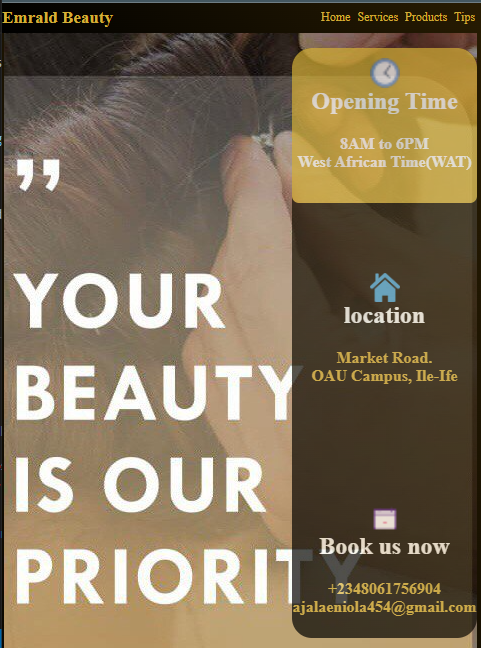 Emrald Beauty
Home Services Products Tips
Opening Time
8AM to 6PM
West African Time(WAT)
”
YOUR
BEAUTY
IS OUR
PRIORITY
location
Market Road.
OAU Campus, Ile-Ife
Book us now
+2348061756904
ajalaeniola454@gmail.com